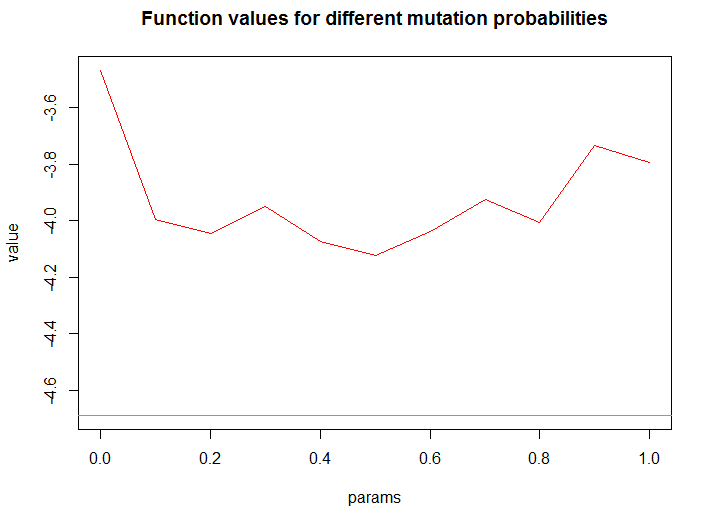 Function values for different mutation probabilities
-3.6
-3.8
-4.0
-4.2
-4.4
-4.6
value
0.0 0.2 0.4 0.6 0.8 1.0
params